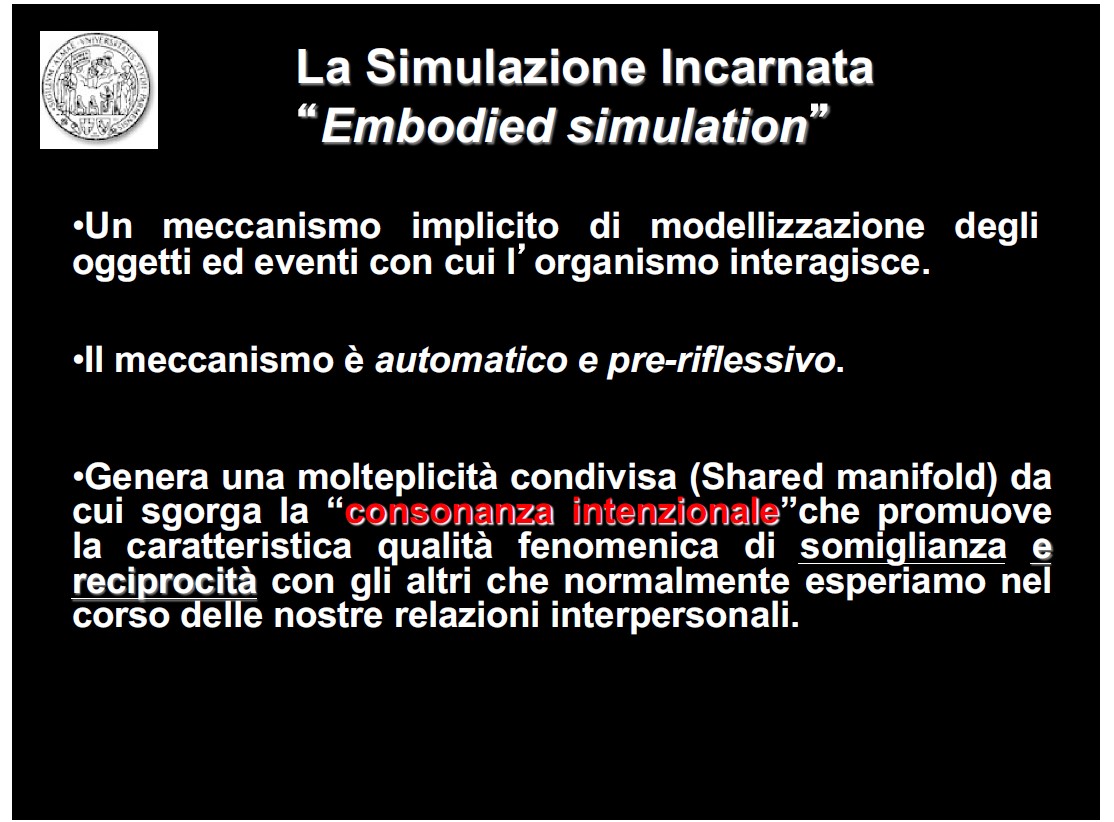 La Simulazione Incarnata
“Embodied simulation”
•Un meccanismo implicito di modellizzazione degli
oggetti ed eventi con cui l’organismo interagisce.
•Il meccanismo è automatico e pre-riflessivo.
•Genera una molteplicità condivisa (Shared manifold) da
cui sgorga la “consonanza intenzionale”che promuove
la caratteristica qualità fenomenica di somiglianza e
reciprocità con gli altri che normalmente esperiamo nel
corso delle nostre relazioni interpersonali.